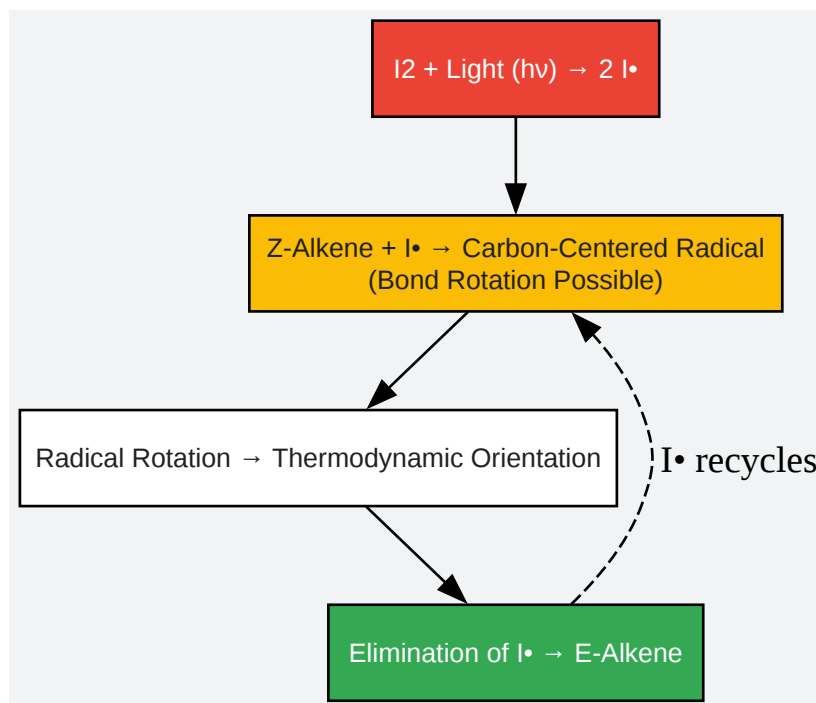 I2 + Light (hν) → 2 I•
Z-Alkene + I• → Carbon-Centered Radical
(Bond Rotation Possible)
Radical Rotation → Thermodynamic Orientation
I• recycles
Elimination of I• → E-Alkene